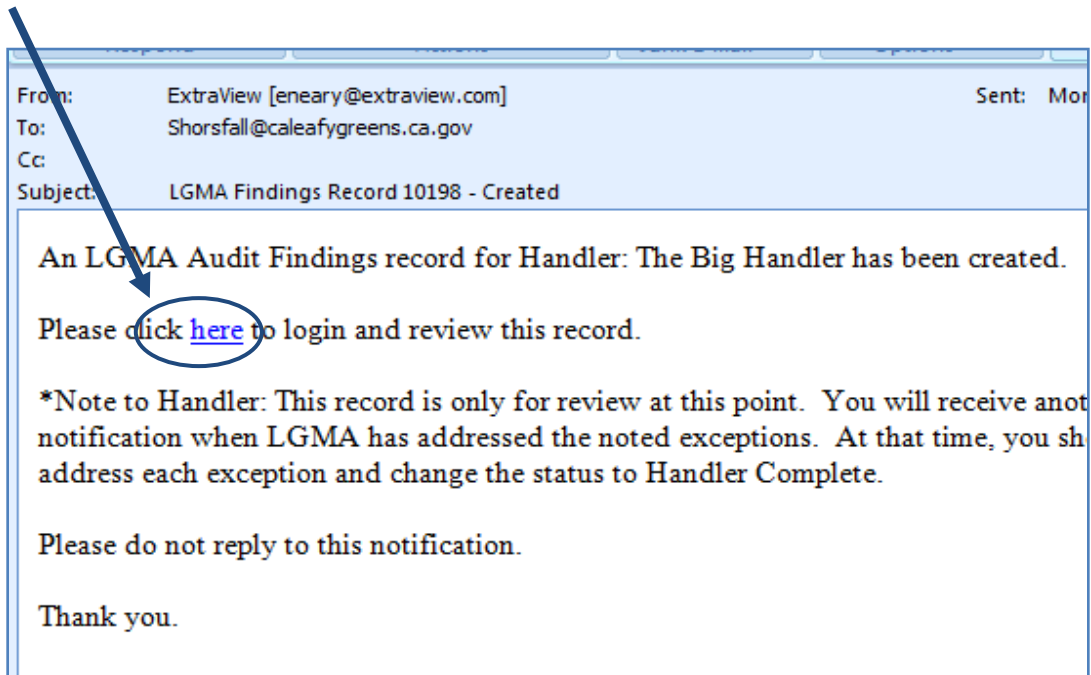 From: ExtraView [eneary@extraview.com] Sent: Mon
To: Shorsfall@caleafygreens.ca.gov
Cc:
Subject: LGMA Findings Record 10198 - Created
An LGMA Audit Findings record for Handler: The Big Handler has been created.
Please click here to login and review this record.
*Note to Handler: This record is only for review at this point. You will receive anot
notification when LGMA has addressed the noted exceptions. At that time, you sh
address each exception and change the status to Handler Complete.
Please do not reply to this notification.
Thank you.